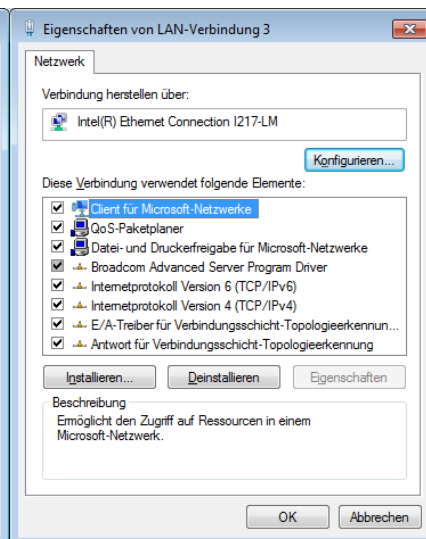 Eigenschaften von LAN-Verbindung 3
Netzwerk
Verbindung herstellen über:
Intel(R) Ethernet Connection I217-LM
Konfigurieren...
Diese Verbindung verwendet folgende Elemente:
Client für Microsoft-Netzwerke
QoS-Paketplaner
Datei- und Druckerfreigabe für Microsoft-Netzwerke
Broadcom Advanced Server Program Driver
Internetprotokoll Version 6 (TCP/IPv6)
Internetprotokoll Version 4 (TCP/IPv4)
E/A-Treiber für Verbindungsschicht-Topologieerkennun...
Antwort für Verbindungsschicht-Topologieerkennung
Installieren... Deinstallieren Eigenschaften
Beschreibung
Ermöglicht den Zugriff auf Ressourcen in einem
Microsoft-Netzwerk.
OK Abbrechen